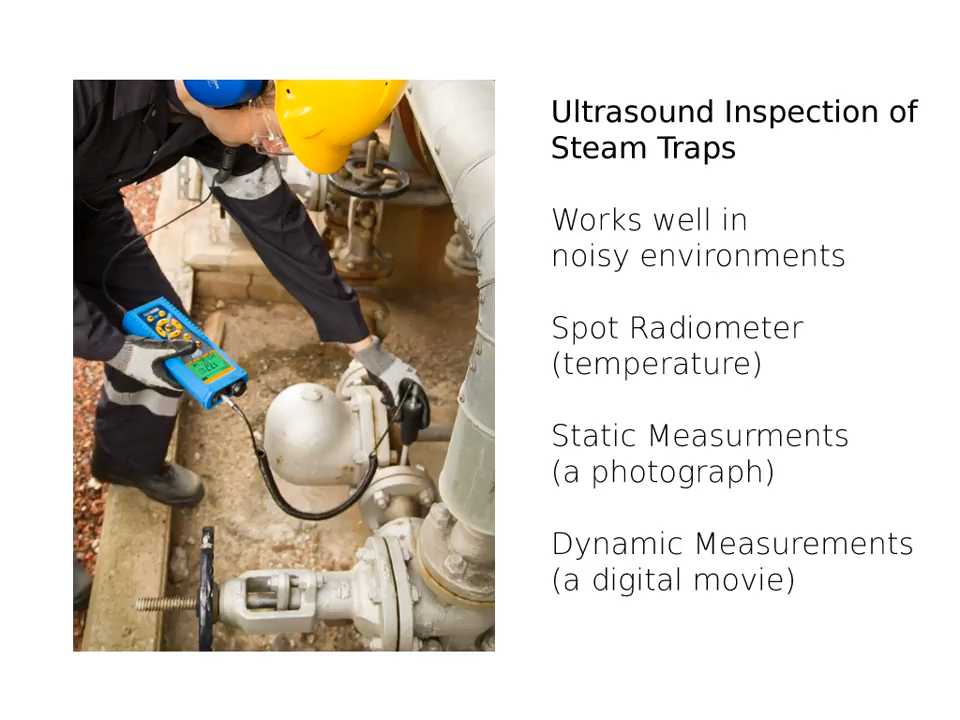 Ultrasound Inspection of
Steam Traps
Works well in
noisy environments
Spot Radiometer
(temperature)
Static Measurments
(a photograph)
Dynamic Measurements
(a digital movie)